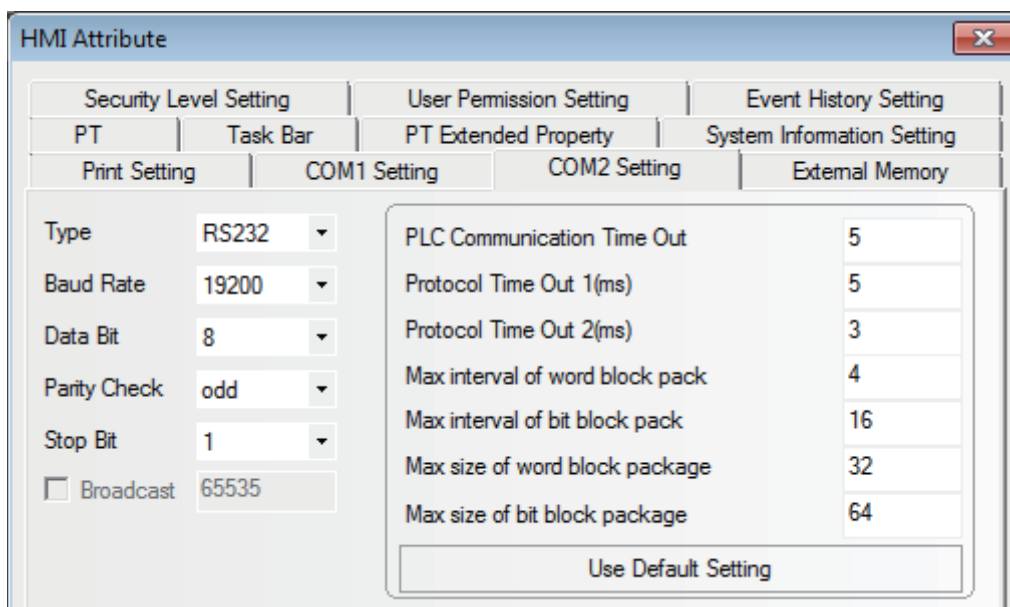 HMI Attribute
Security Level Setting User Permission Setting Event History Setting
PT Task Bar PT Extended Property System Information Setting
Print Setting COM1 Setting COM2 Setting External Memory
Type RS232
Baud Rate 19200
Data Bit 8
Parity Check odd
Stop Bit 1
Broadcast 65535
PLC Communication Time Out 5
Protocol Time Out 1(ms) 5
Protocol Time Out 2(ms) 3
Max interval of word block pack 4
Max interval of bit block pack 16
Max size of word block package 32
Max size of bit block package 64
Use Default Setting